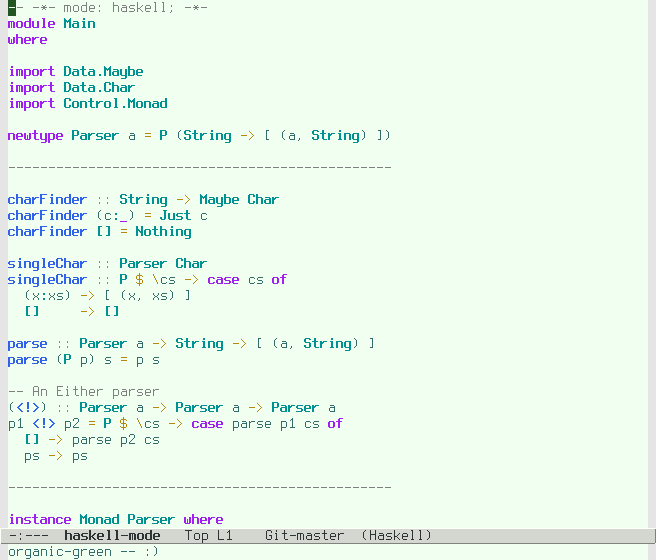 -- -*- mode: haskell; -*-
module Main
where

import Data.Maybe
import Data.Char
import Control.Monad

newtype Parser a = P (String -> [ (a, String) ])

------------------------------------------------

charFinder :: String -> Maybe Char
charFinder (c:_) = Just c
charFinder [] = Nothing

singleChar :: Parser Char
singleChar :: P $ \cs -> case cs of
  (x:xs) -> [ (x, xs) ]
  []     -> []

parse :: Parser a -> String -> [ (a, String) ]
parse (P p) s = p s

-- An Either parser
(<!>) :: Parser a -> Parser a -> Parser a
p1 <!> p2 = P $ \cs -> case parse p1 cs of
  [] -> parse p2 cs
  ps -> ps

------------------------------------------------

instance Monad Parser where
-:---  haskell-mode   Top L1    Git-master  (Haskell)
organic-green -- :)